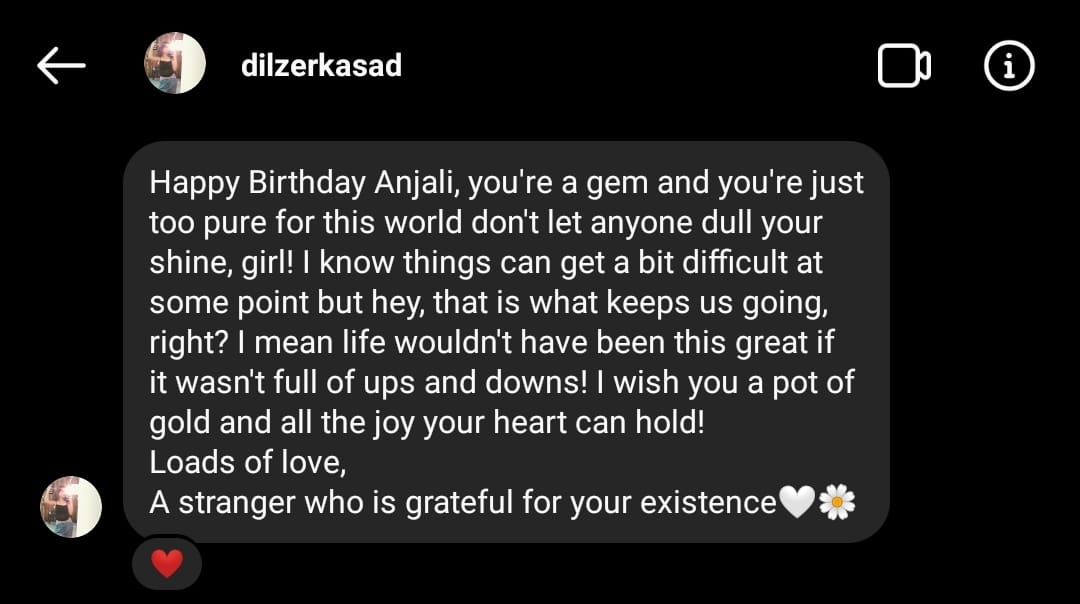 dilzerkasad
Happy Birthday Anjali, you're a gem and you're just
too pure for this world don't let anyone dull your
shine, girl! I know things can get a bit difficult at
some point but hey, that is what keeps us going,
right? I mean life wouldn't have been this great if
it wasn't full of ups and downs! I wish you a pot of
gold and all the joy your heart can hold!
Loads of love,
A stranger who is grateful for your existence🤍🌼